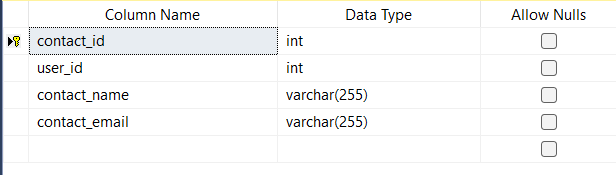 Column Name Data Type Allow Nulls
contact_id int
user_id int
contact_name varchar(255)
contact_email varchar(255)